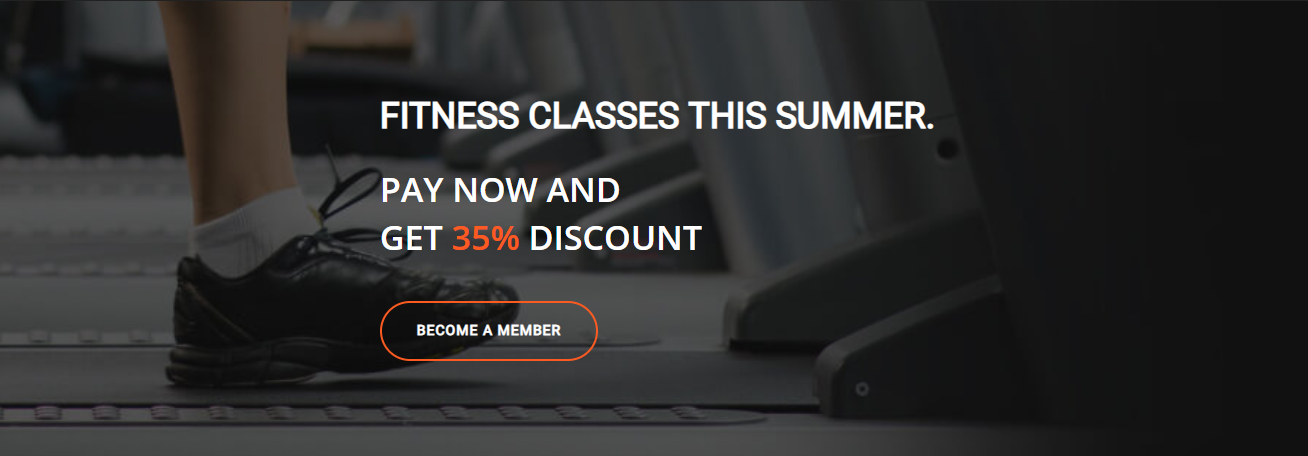 FITNESS CLASSES THIS SUMMER.
PAY NOW AND
GET 35% DISCOUNT
BECOME A MEMBER